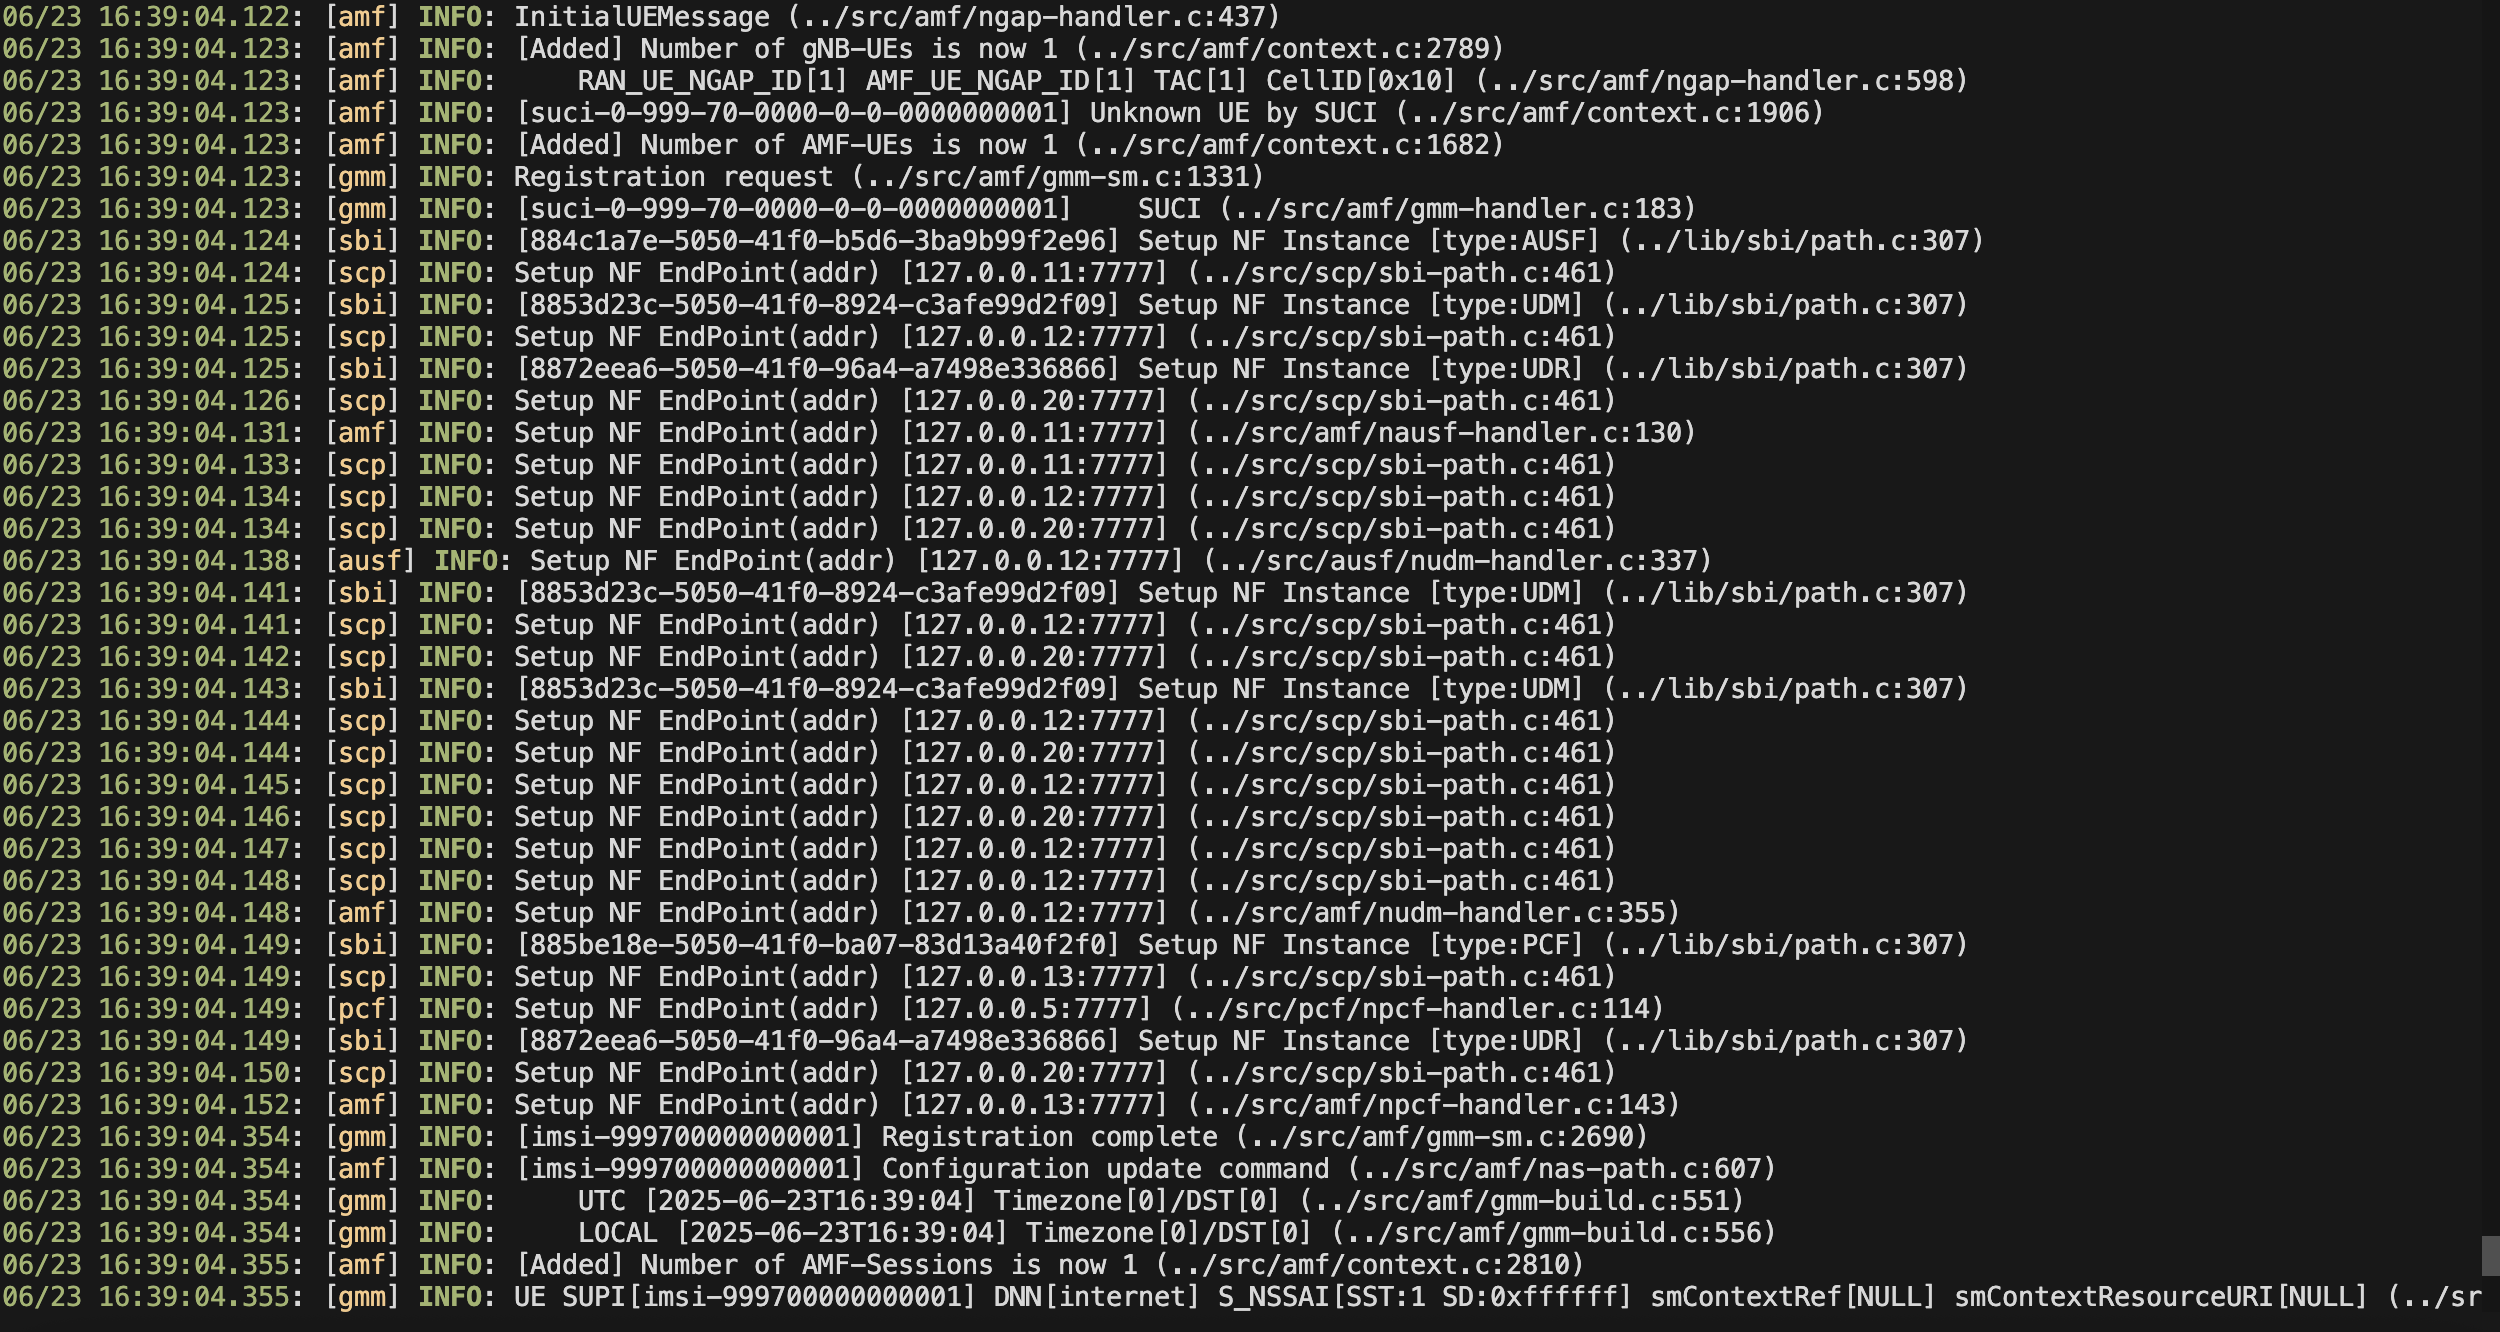 06/23 16:39:04.122: [amf] INFO: InitialUEMessage (../src/amf/ngap-handler.c:437)
06/23 16:39:04.123: [amf] INFO: [Added] Number of gNB-UEs is now 1 (../src/amf/context.c:2789)
06/23 16:39:04.123: [amf] INFO:     RAN_UE_NGAP_ID[1] AMF_UE_NGAP_ID[1] TAC[1] CellID[0x10] (../src/amf/ngap-handler.c:598)
06/23 16:39:04.123: [amf] INFO: [suci-0-999-70-0000-0-0-0000000001] Unknown UE by SUCI (../src/amf/context.c:1906)
06/23 16:39:04.123: [amf] INFO: [Added] Number of AMF-UEs is now 1 (../src/amf/context.c:1682)
06/23 16:39:04.123: [gmm] INFO: Registration request (../src/amf/gmm-sm.c:1331)
06/23 16:39:04.123: [gmm] INFO: [suci-0-999-70-0000-0-0-0000000001]    SUCI (../src/amf/gmm-handler.c:183)
06/23 16:39:04.124: [sbi] INFO: [884c1a7e-5050-41f0-b5d6-3ba9b99f2e96] Setup NF Instance [type:AUSF] (../lib/sbi/path.c:307)
06/23 16:39:04.124: [scp] INFO: Setup NF EndPoint(addr) [127.0.0.11:7777] (../src/scp/sbi-path.c:461)
06/23 16:39:04.125: [sbi] INFO: [8853d23c-5050-41f0-8924-c3afe99d2f09] Setup NF Instance [type:UDM] (../lib/sbi/path.c:307)
06/23 16:39:04.125: [scp] INFO: Setup NF EndPoint(addr) [127.0.0.12:7777] (../src/scp/sbi-path.c:461)
06/23 16:39:04.125: [sbi] INFO: [8872eea6-5050-41f0-96a4-a7498e336866] Setup NF Instance [type:UDR] (../lib/sbi/path.c:307)
06/23 16:39:04.126: [scp] INFO: Setup NF EndPoint(addr) [127.0.0.20:7777] (../src/scp/sbi-path.c:461)
06/23 16:39:04.131: [amf] INFO: Setup NF EndPoint(addr) [127.0.0.11:7777] (../src/amf/nausf-handler.c:130)
06/23 16:39:04.133: [scp] INFO: Setup NF EndPoint(addr) [127.0.0.11:7777] (../src/scp/sbi-path.c:461)
06/23 16:39:04.134: [scp] INFO: Setup NF EndPoint(addr) [127.0.0.12:7777] (../src/scp/sbi-path.c:461)
06/23 16:39:04.134: [scp] INFO: Setup NF EndPoint(addr) [127.0.0.20:7777] (../src/scp/sbi-path.c:461)
06/23 16:39:04.138: [ausf] INFO: Setup NF EndPoint(addr) [127.0.0.12:7777] (../src/ausf/nudm-handler.c:337)
06/23 16:39:04.141: [sbi] INFO: [8853d23c-5050-41f0-8924-c3afe99d2f09] Setup NF Instance [type:UDM] (../lib/sbi/path.c:307)
06/23 16:39:04.141: [scp] INFO: Setup NF EndPoint(addr) [127.0.0.12:7777] (../src/scp/sbi-path.c:461)
06/23 16:39:04.142: [scp] INFO: Setup NF EndPoint(addr) [127.0.0.20:7777] (../src/scp/sbi-path.c:461)
06/23 16:39:04.143: [sbi] INFO: [8853d23c-5050-41f0-8924-c3afe99d2f09] Setup NF Instance [type:UDM] (../lib/sbi/path.c:307)
06/23 16:39:04.144: [scp] INFO: Setup NF EndPoint(addr) [127.0.0.12:7777] (../src/scp/sbi-path.c:461)
06/23 16:39:04.144: [scp] INFO: Setup NF EndPoint(addr) [127.0.0.20:7777] (../src/scp/sbi-path.c:461)
06/23 16:39:04.145: [scp] INFO: Setup NF EndPoint(addr) [127.0.0.12:7777] (../src/scp/sbi-path.c:461)
06/23 16:39:04.146: [scp] INFO: Setup NF EndPoint(addr) [127.0.0.20:7777] (../src/scp/sbi-path.c:461)
06/23 16:39:04.147: [scp] INFO: Setup NF EndPoint(addr) [127.0.0.12:7777] (../src/scp/sbi-path.c:461)
06/23 16:39:04.148: [scp] INFO: Setup NF EndPoint(addr) [127.0.0.12:7777] (../src/scp/sbi-path.c:461)
06/23 16:39:04.148: [amf] INFO: Setup NF EndPoint(addr) [127.0.0.12:7777] (../src/amf/nudm-handler.c:355)
06/23 16:39:04.149: [sbi] INFO: [885be18e-5050-41f0-ba07-83d13a40f2f0] Setup NF Instance [type:PCF] (../lib/sbi/path.c:307)
06/23 16:39:04.149: [scp] INFO: Setup NF EndPoint(addr) [127.0.0.13:7777] (../src/scp/sbi-path.c:461)
06/23 16:39:04.149: [pcf] INFO: Setup NF EndPoint(addr) [127.0.0.5:7777] (../src/pcf/npcf-handler.c:114)
06/23 16:39:04.149: [sbi] INFO: [8872eea6-5050-41f0-96a4-a7498e336866] Setup NF Instance [type:UDR] (../lib/sbi/path.c:307)
06/23 16:39:04.150: [scp] INFO: Setup NF EndPoint(addr) [127.0.0.20:7777] (../src/scp/sbi-path.c:461)
06/23 16:39:04.152: [amf] INFO: Setup NF EndPoint(addr) [127.0.0.13:7777] (../src/amf/npcf-handler.c:143)
06/23 16:39:04.354: [gmm] INFO: [imsi-999700000000001] Registration complete (../src/amf/gmm-sm.c:2690)
06/23 16:39:04.354: [amf] INFO: [imsi-999700000000001] Configuration update command (../src/amf/nas-path.c:607)
06/23 16:39:04.354: [gmm] INFO:     UTC [2025-06-23T16:39:04] Timezone[0]/DST[0] (../src/amf/gmm-build.c:551)
06/23 16:39:04.354: [gmm] INFO:     LOCAL [2025-06-23T16:39:04] Timezone[0]/DST[0] (../src/amf/gmm-build.c:556)
06/23 16:39:04.355: [amf] INFO: [Added] Number of AMF-Sessions is now 1 (../src/amf/context.c:2810)
06/23 16:39:04.355: [gmm] INFO: UE SUPI[imsi-999700000000001] DNN[internet] S_NSSAI[SST:1 SD:0xffffff] smContextRef[NULL] smContextResourceURI[NULL] (../sr